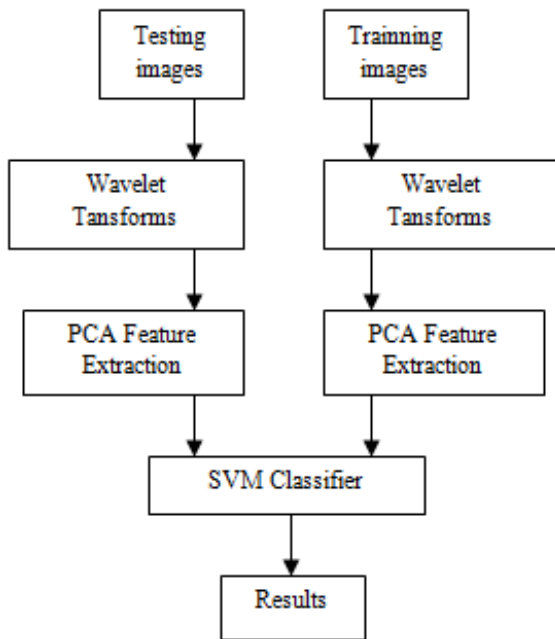 Testing
images
Trainning
images
Wavelet
Tansforms
Wavelet
Tansforms
PCA Feature
Extraction
PCA Feature
Extraction
SVM Classifier
Results